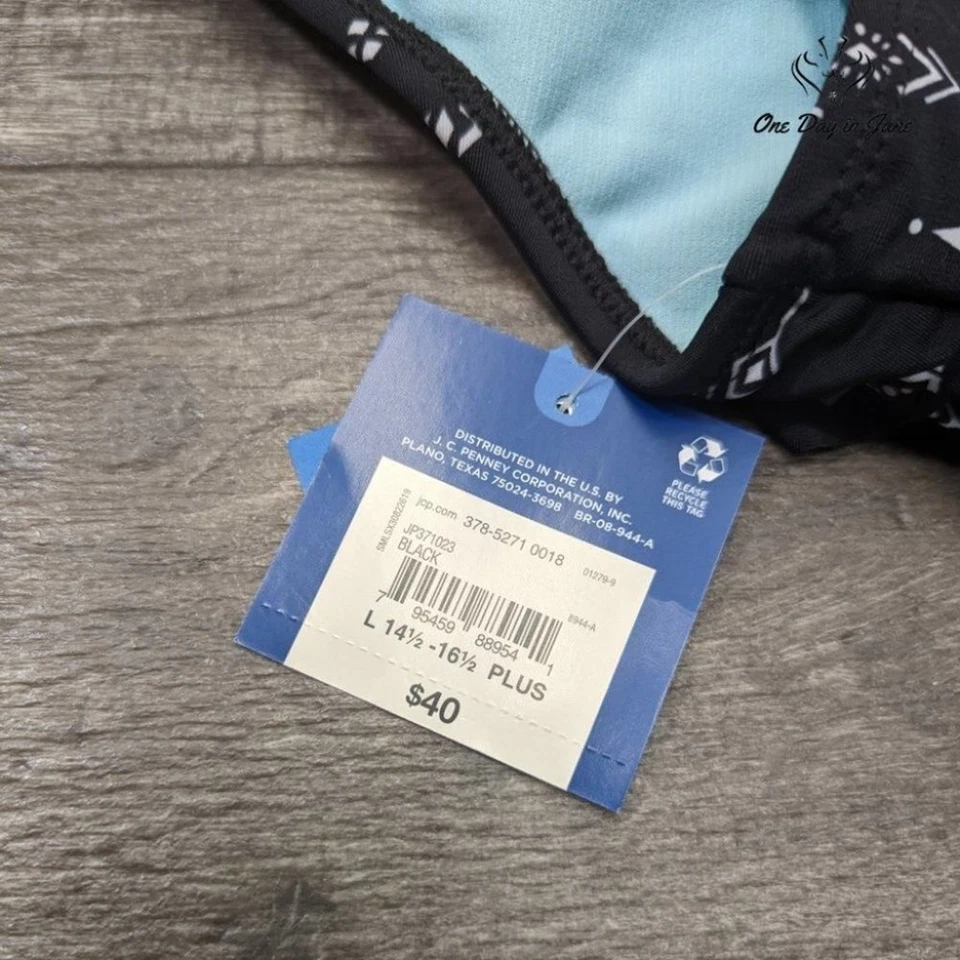 One Day in June
DISTRIBUTED IN THE U.S. BY
J. C. PENNEY CORPORATION, INC.
PLANO, TEXAS 75024-3698 BR-08-944-A
PLEASE
RECYCLE
THIS TAG
SMLSX30822619
jcp.com 378-5271 0018
01279-9
JP371023
BLACK
8944-A
7 95459 88954 1
L 14½ -16½ PLUS
$40